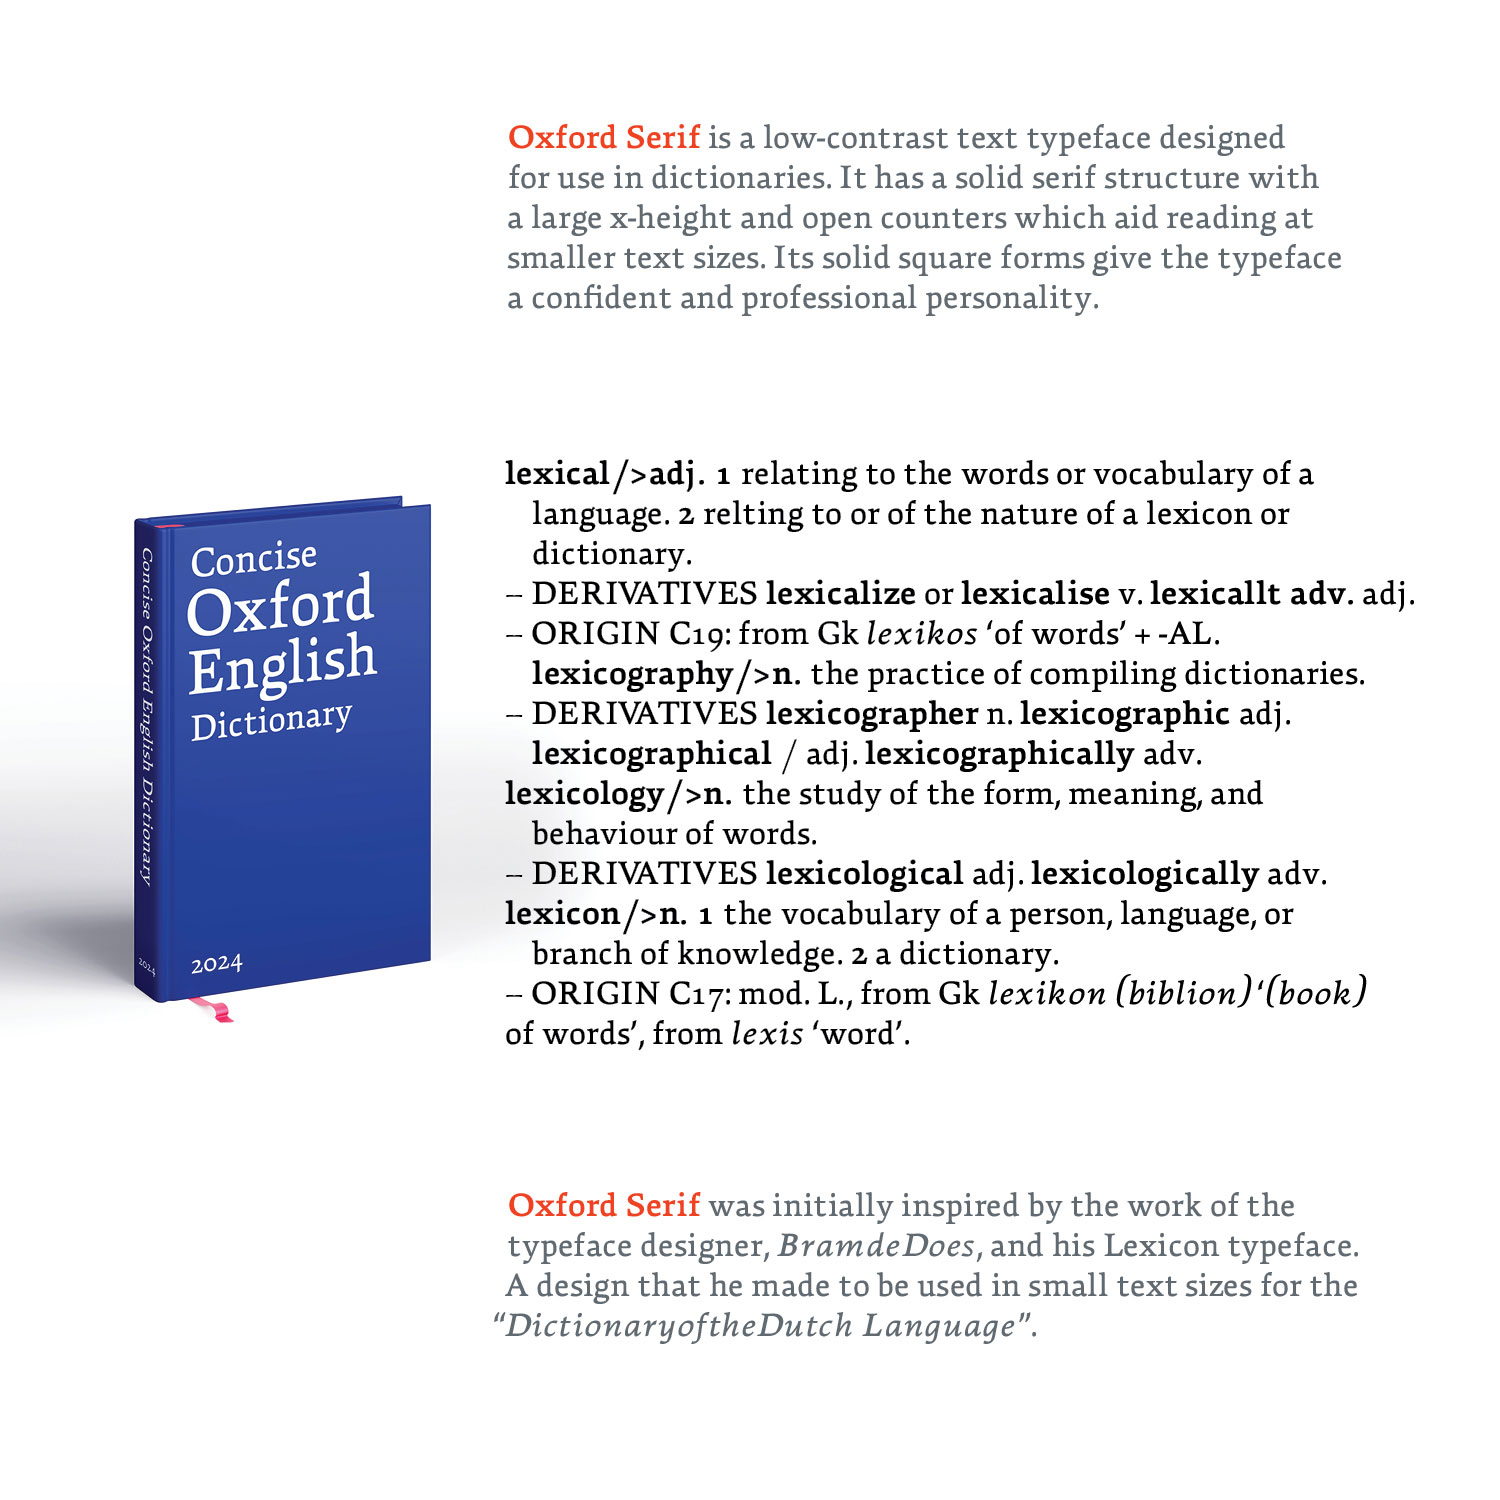 Oxford Serif is a low-contrast text typeface designed
for use in dictionaries. It has a solid serif structure with
a large x-height and open counters which aid reading at
smaller text sizes. Its solid square forms give the typeface
a confident and professional personality.
Concise Oxford English Dictionary
2024
Concise
Oxford
English
Dictionary
2024
lexical/>adj. 1 relating to the words or vocabulary of a
language. 2 relting to or of the nature of a lexicon or
dictionary.
– DERIVATIVES lexicalize or lexicalise v. lexicallt adv. adj.
– ORIGIN C19: from Gk lexikos ‘of words’ + -AL.
lexicography/>n. the practice of compiling dictionaries.
– DERIVATIVES lexicographer n. lexicographic adj.
lexicographical / adj. lexicographically adv.
lexicology/>n. the study of the form, meaning, and
behaviour of words.
– DERIVATIVES lexicological adj. lexicologically adv.
lexicon/>n. 1 the vocabulary of a person, language, or
branch of knowledge. 2 a dictionary.
– ORIGIN C17: mod. L., from Gk lexikon (biblion)‘(book)
of words’, from lexis ‘word’.
Oxford Serif was initially inspired by the work of the
typeface designer, BramdeDoes, and his Lexicon typeface.
A design that he made to be used in small text sizes for the
“DictionaryoftheDutch Language”.